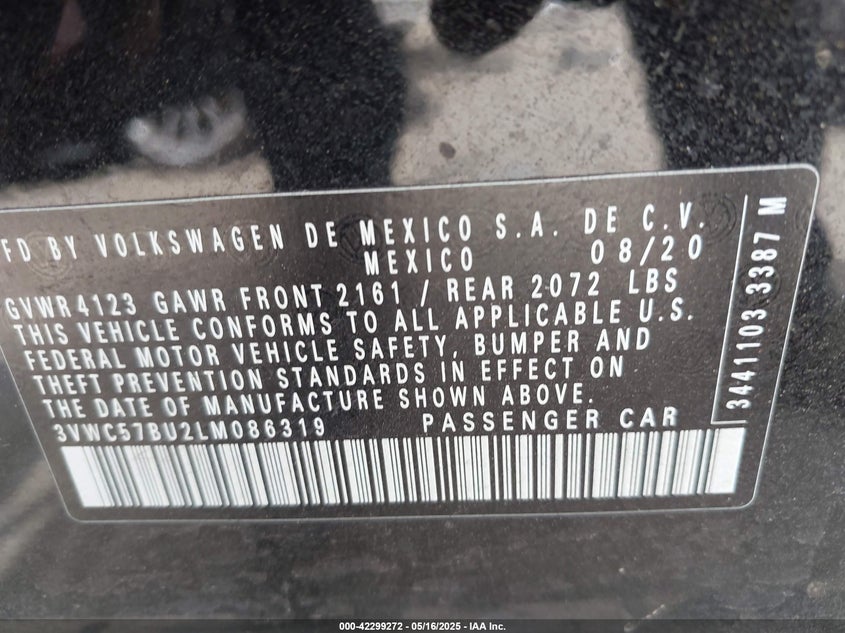 FD BY VOLKSWAGEN DE MEXICO S.A. DE C.V.
MEXICO 08/20
GVWR4123 GAWR FRONT 2161 / REAR 2072 LBS
THIS VEHICLE CONFORMS TO ALL APPLICABLE U.S.
FEDERAL MOTOR VEHICLE SAFETY, BUMPER AND
THEFT PREVENTION STANDARDS IN EFFECT ON
THE DATE OF MANUFACTURE SHOWN ABOVE.
3VWC57BU2LM086319 PASSENGER CAR
3441103 3387 M
000-42299272 - 05/16/2025 - IAA Inc.